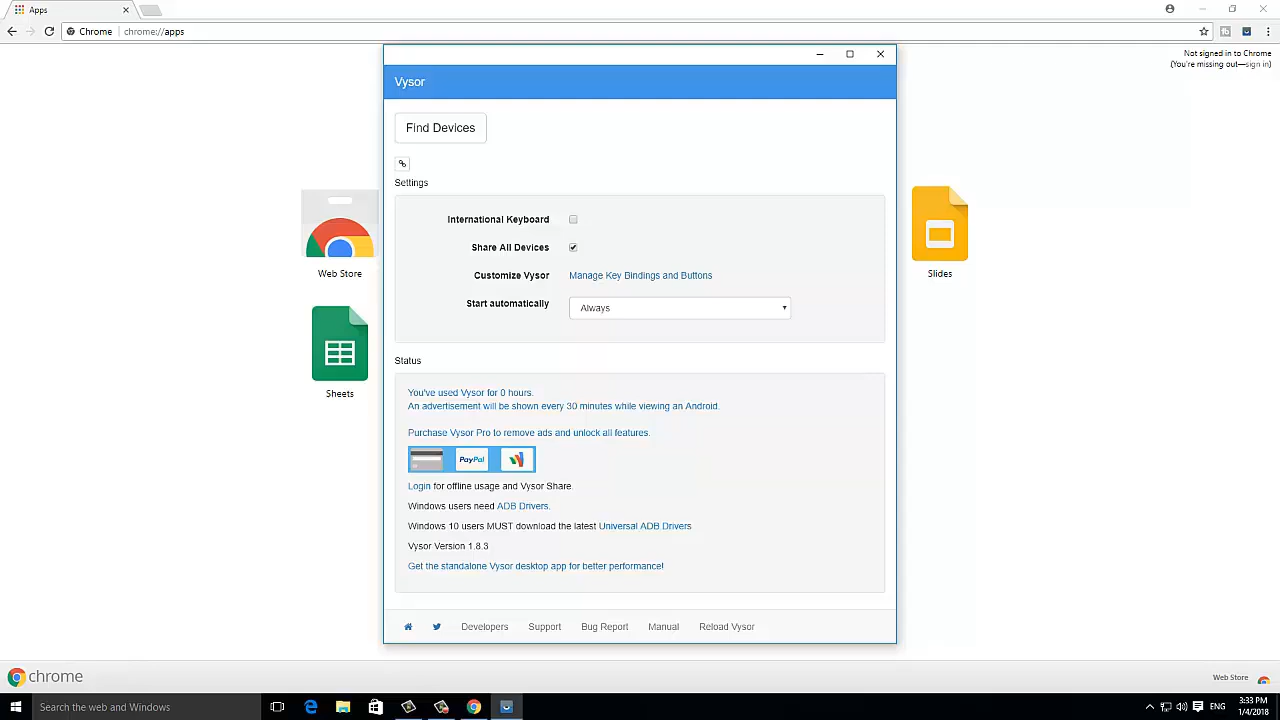 Apps
Chrome chrome://apps
Not signed in to Chrome
(You're missing out—sign in)
Vysor
Find Devices
Settings
International Keyboard
Share All Devices
Customize Vysor Manage Key Bindings and Buttons
Start automatically Always
Web Store
Slides
Sheets
Status
You've used Vysor for 0 hours.
An advertisement will be shown every 30 minutes while viewing an Android.
Purchase Vysor Pro to remove ads and unlock all features.
PayPal
Login for offline usage and Vysor Share.
Windows users need ADB Drivers.
Windows 10 users MUST download the latest Universal ADB Drivers
Vysor Version 1.8.3
Get the standalone Vysor desktop app for better performance!
Developers Support Bug Report Manual Reload Vysor
chrome
Web Store
Search the web and Windows
ENG
3:33 PM
1/4/2018